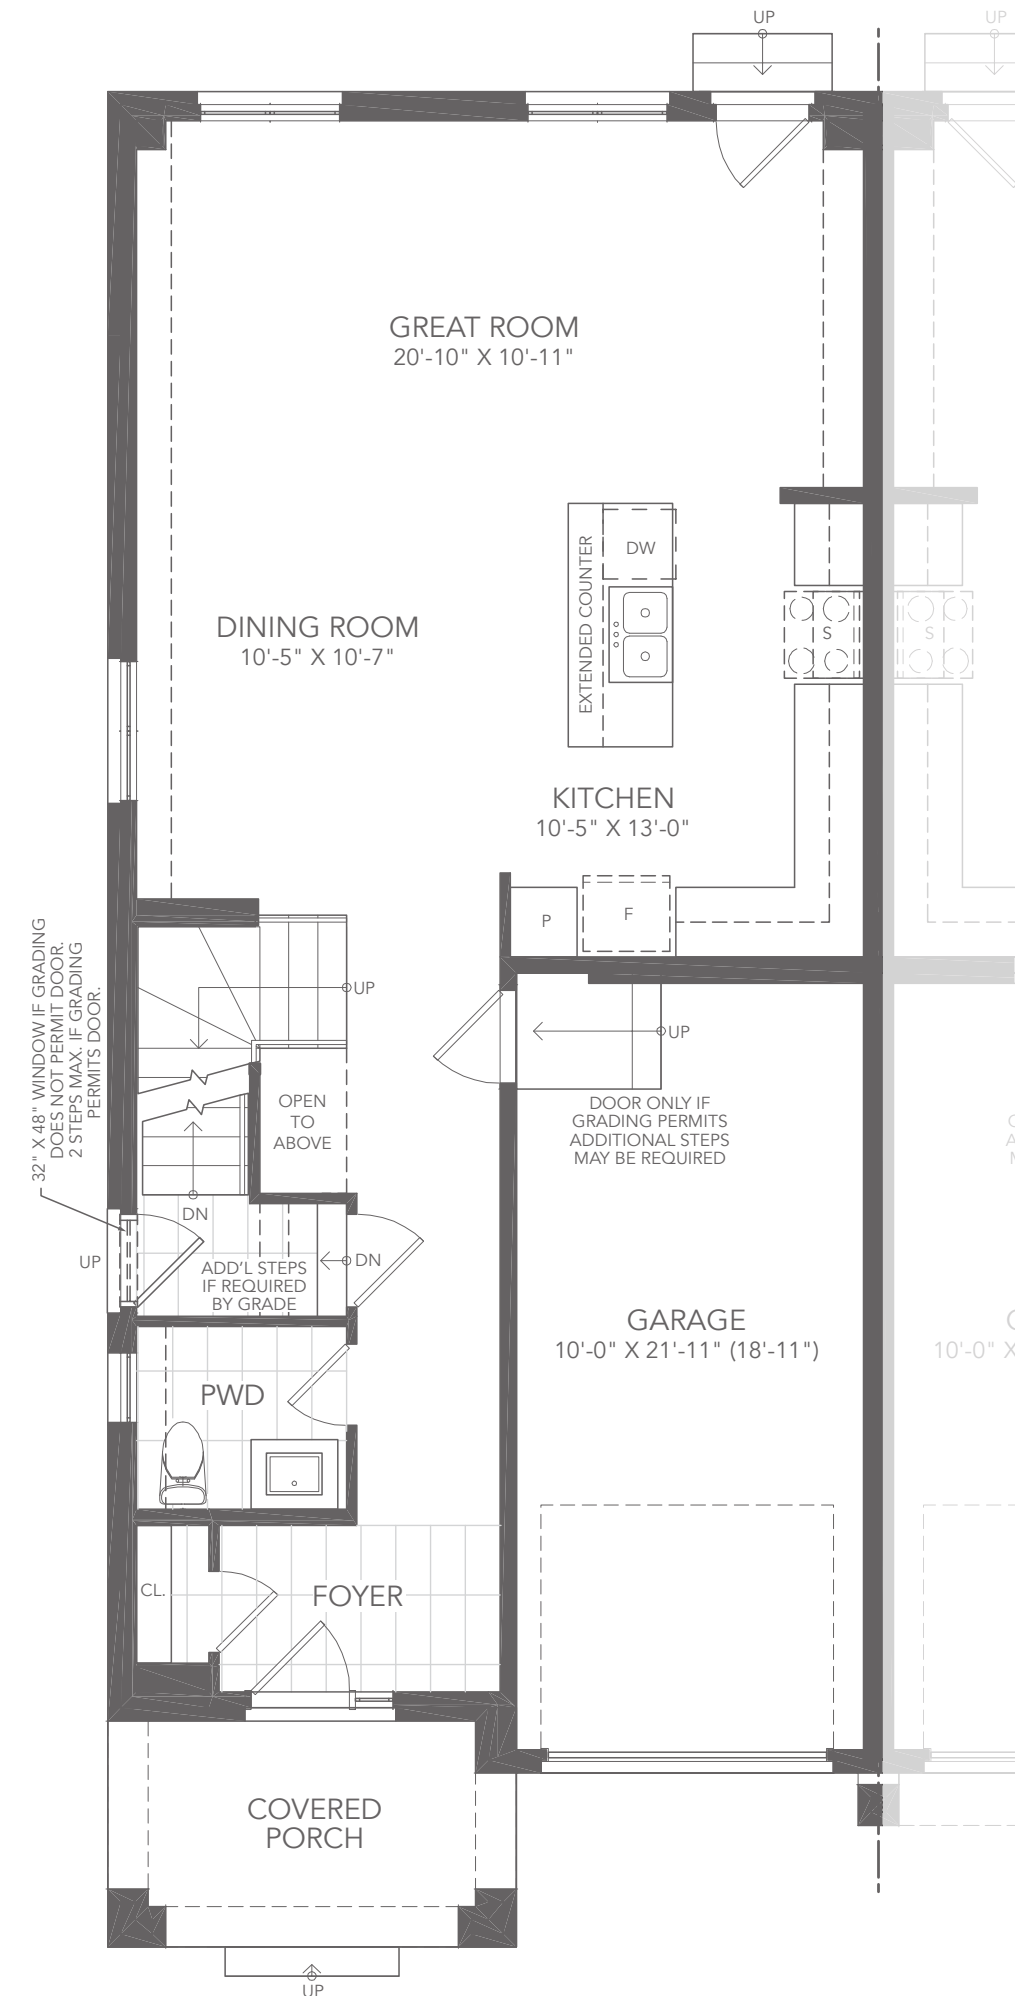 UP
UP
GREAT ROOM
20'-10" X 10'-11"
EXTENDED COUNTER
DW
DINING ROOM
10'-5" X 10'-7"
S
S
KITCHEN
10'-5" X 13'-0"
P
F
32" X 48" WINDOW IF GRADING
DOES NOT PERMIT DOOR.
2 STEPS MAX. IF GRADING
PERMITS DOOR.
UP
UP
OPEN
TO
ABOVE
DOOR ONLY IF
GRADING PERMITS
ADDITIONAL STEPS
MAY BE REQUIRED
DN
UP
DN
ADD'L STEPS
IF REQUIRED
BY GRADE
GARAGE
10'-0" X 21'-11" (18'-11")
10'-0" X
PWD
CL.
FOYER
COVERED
PORCH
UP